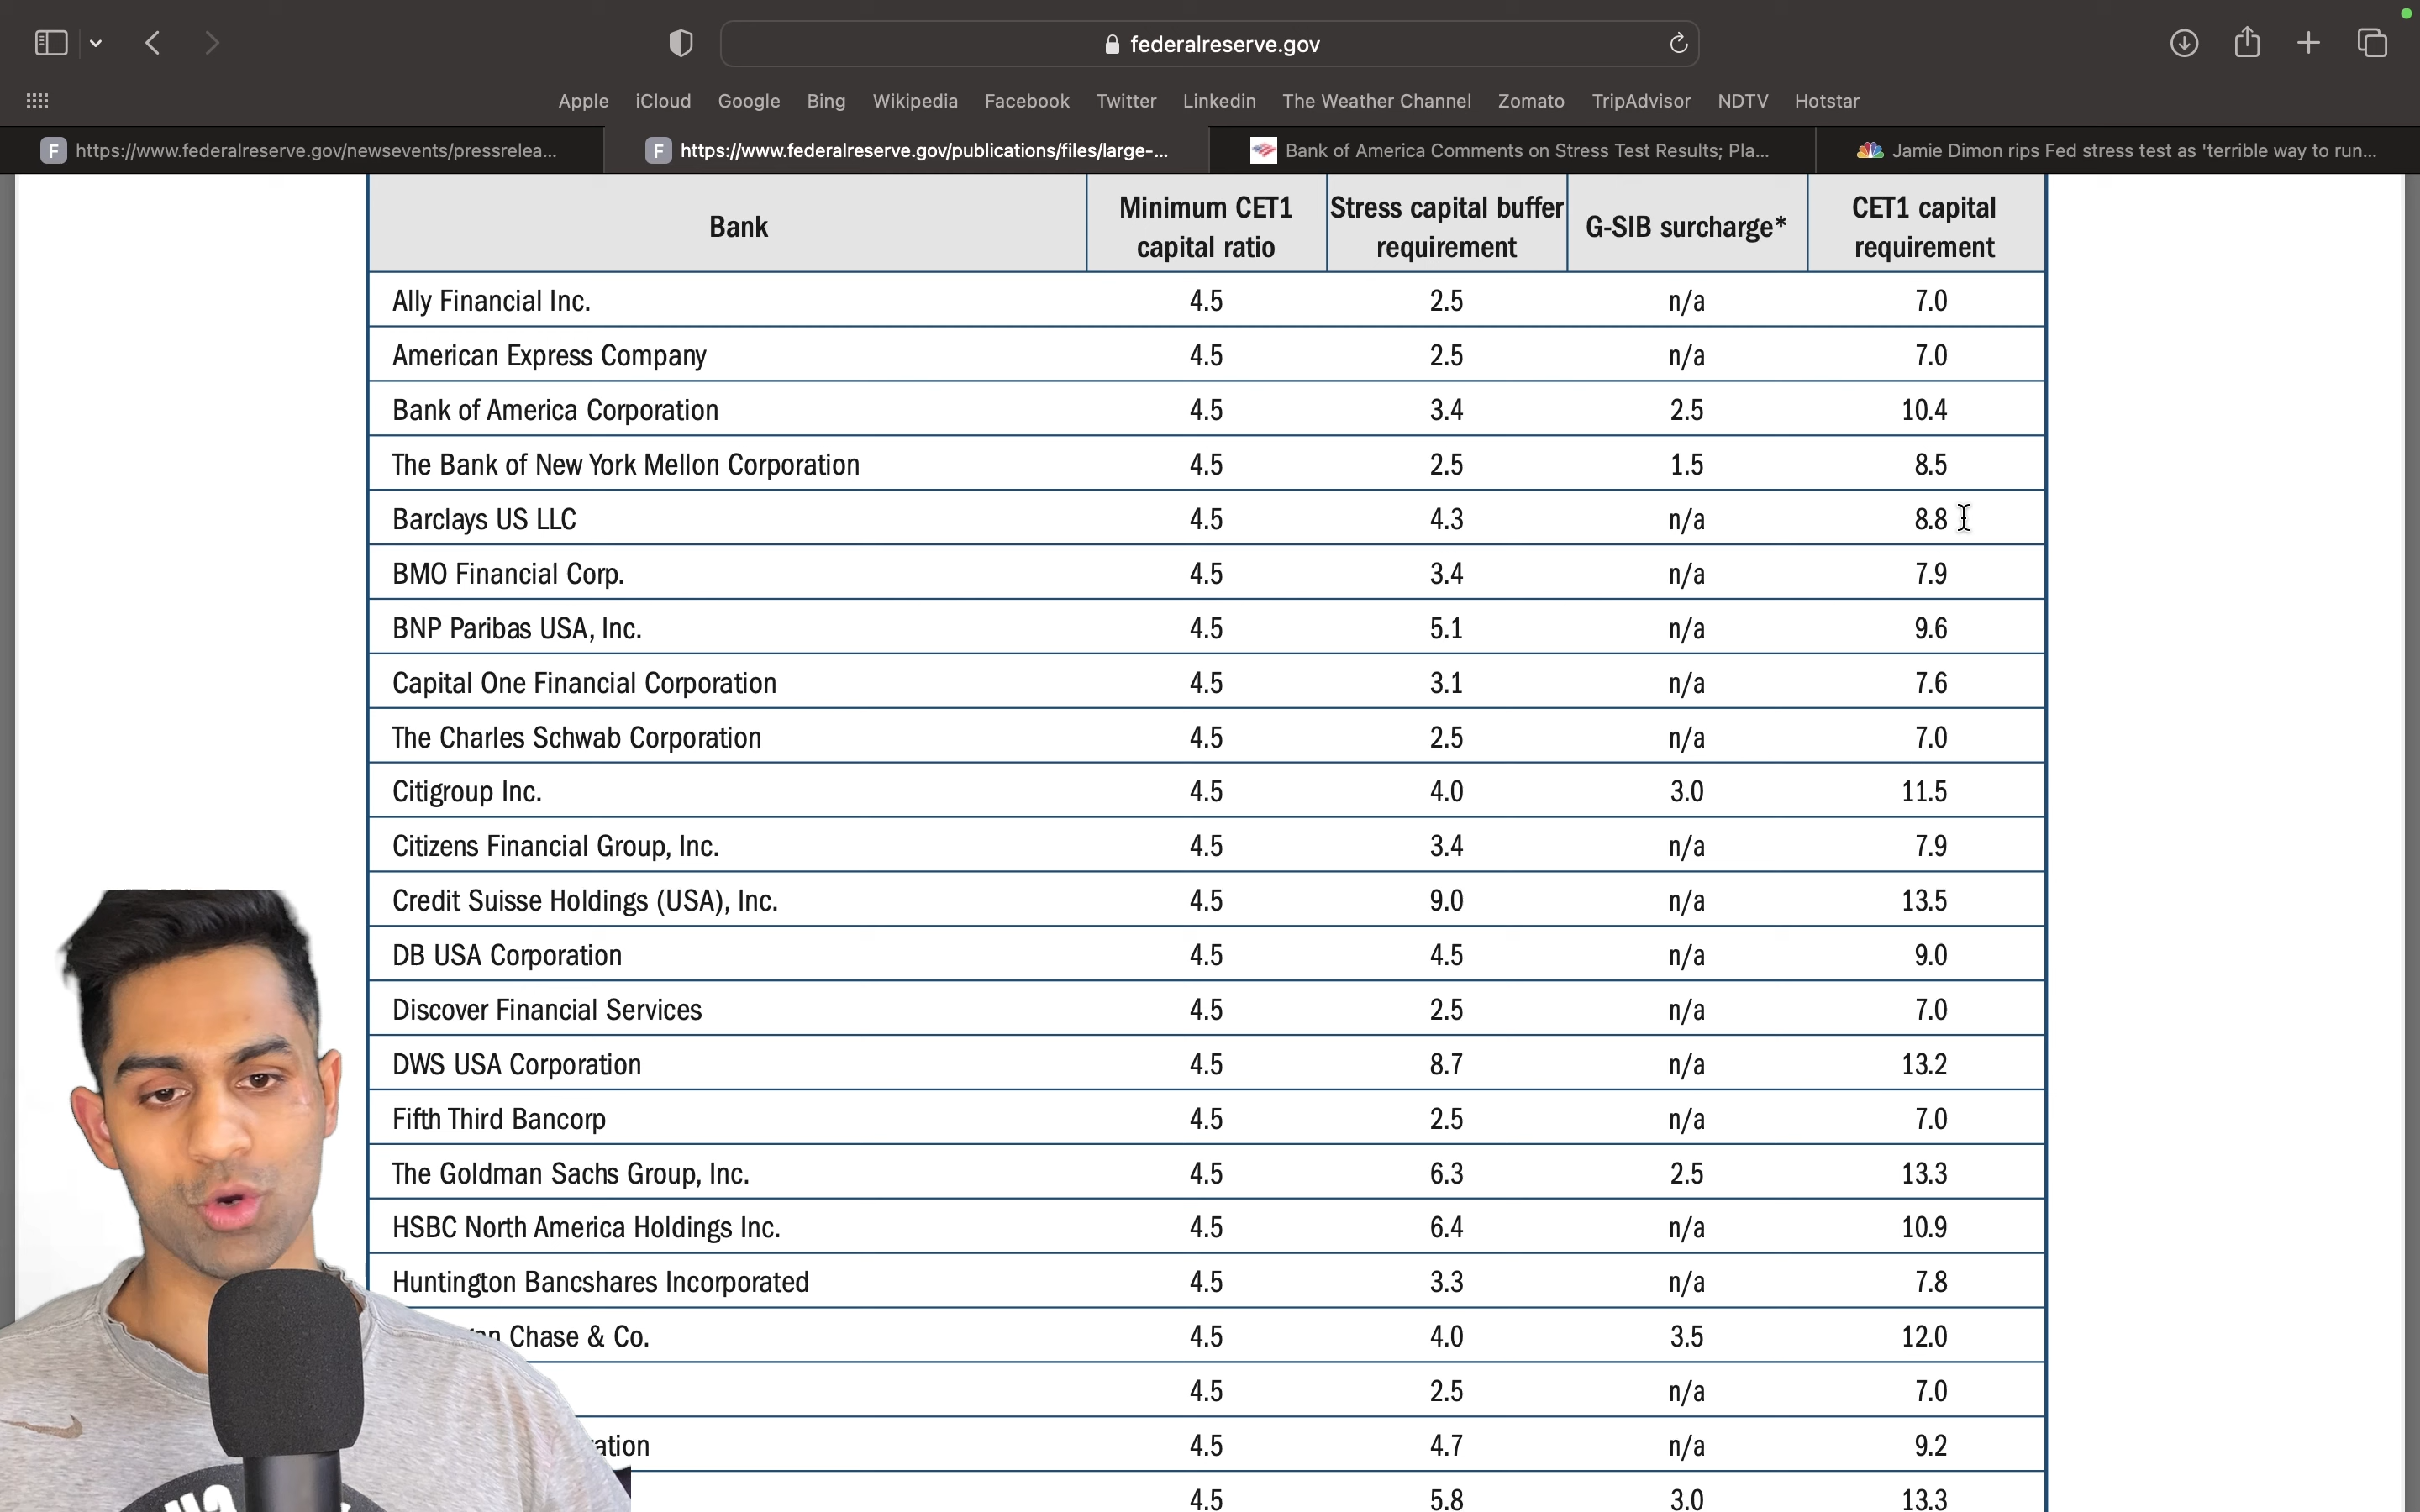 federalreserve.gov
Apple iCloud Google Bing Wikipedia Facebook Twitter Linkedin The Weather Channel Zomato TripAdvisor NDTV Hotstar
F https://www.federalreserve.gov/newsevents/pressrelea... F https://www.federalreserve.gov/publications/files/large-... Bank of America Comments on Stress Test Results; Pla... Jamie Dimon rips Fed stress test as 'terrible way to run...
Bank Minimum CET1 capital ratio Stress capital buffer requirement G-SIB surcharge* CET1 capital requirement
Ally Financial Inc. 4.5 2.5 n/a 7.0
American Express Company 4.5 2.5 n/a 7.0
Bank of America Corporation 4.5 3.4 2.5 10.4
The Bank of New York Mellon Corporation 4.5 2.5 1.5 8.5
Barclays US LLC 4.5 4.3 n/a 8.8
BMO Financial Corp. 4.5 3.4 n/a 7.9
BNP Paribas USA, Inc. 4.5 5.1 n/a 9.6
Capital One Financial Corporation 4.5 3.1 n/a 7.6
The Charles Schwab Corporation 4.5 2.5 n/a 7.0
Citigroup Inc. 4.5 4.0 3.0 11.5
Citizens Financial Group, Inc. 4.5 3.4 n/a 7.9
Credit Suisse Holdings (USA), Inc. 4.5 9.0 n/a 13.5
DB USA Corporation 4.5 4.5 n/a 9.0
Discover Financial Services 4.5 2.5 n/a 7.0
DWS USA Corporation 4.5 8.7 n/a 13.2
Fifth Third Bancorp 4.5 2.5 n/a 7.0
The Goldman Sachs Group, Inc. 4.5 6.3 2.5 13.3
HSBC North America Holdings Inc. 4.5 6.4 n/a 10.9
Huntington Bancshares Incorporated 4.5 3.3 n/a 7.8
Chase & Co. 4.5 4.0 3.5 12.0
4.5 2.5 n/a 7.0
4.5 4.7 n/a 9.2
4.5 5.8 3.0 13.3